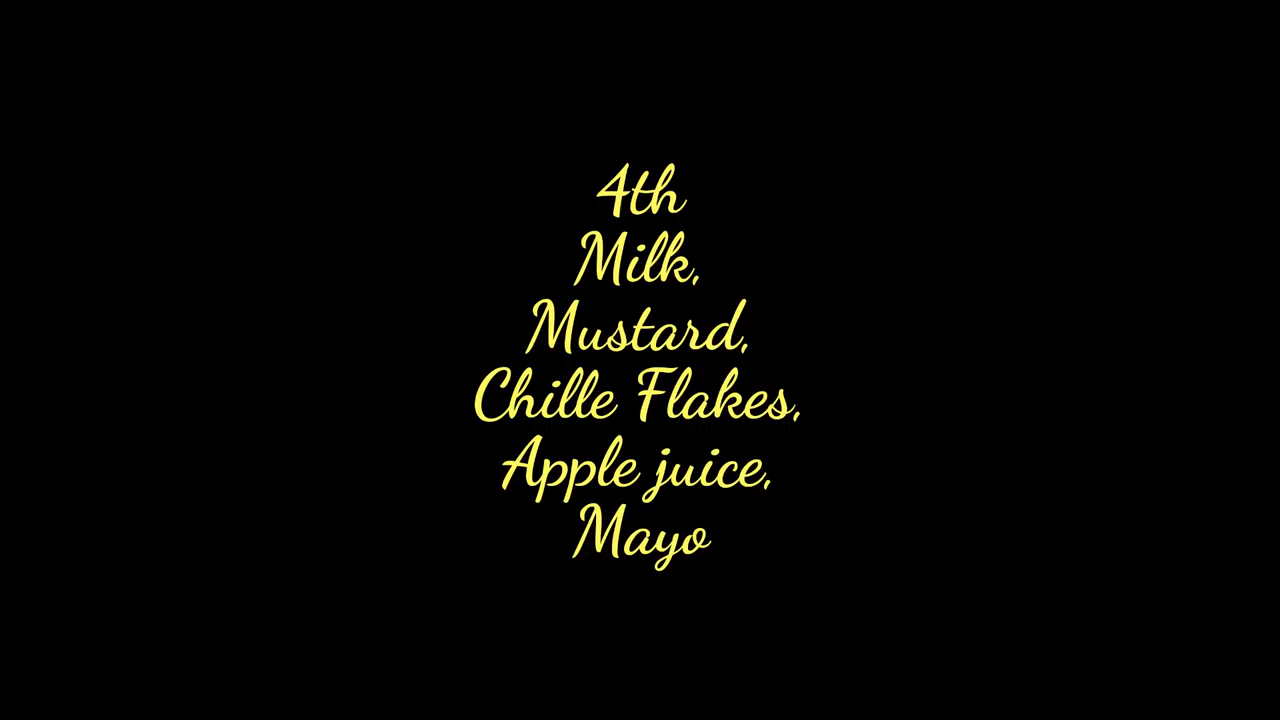 4th
Milk,
Mustard,
Chille Flakes,
Apple juice,
Mayo